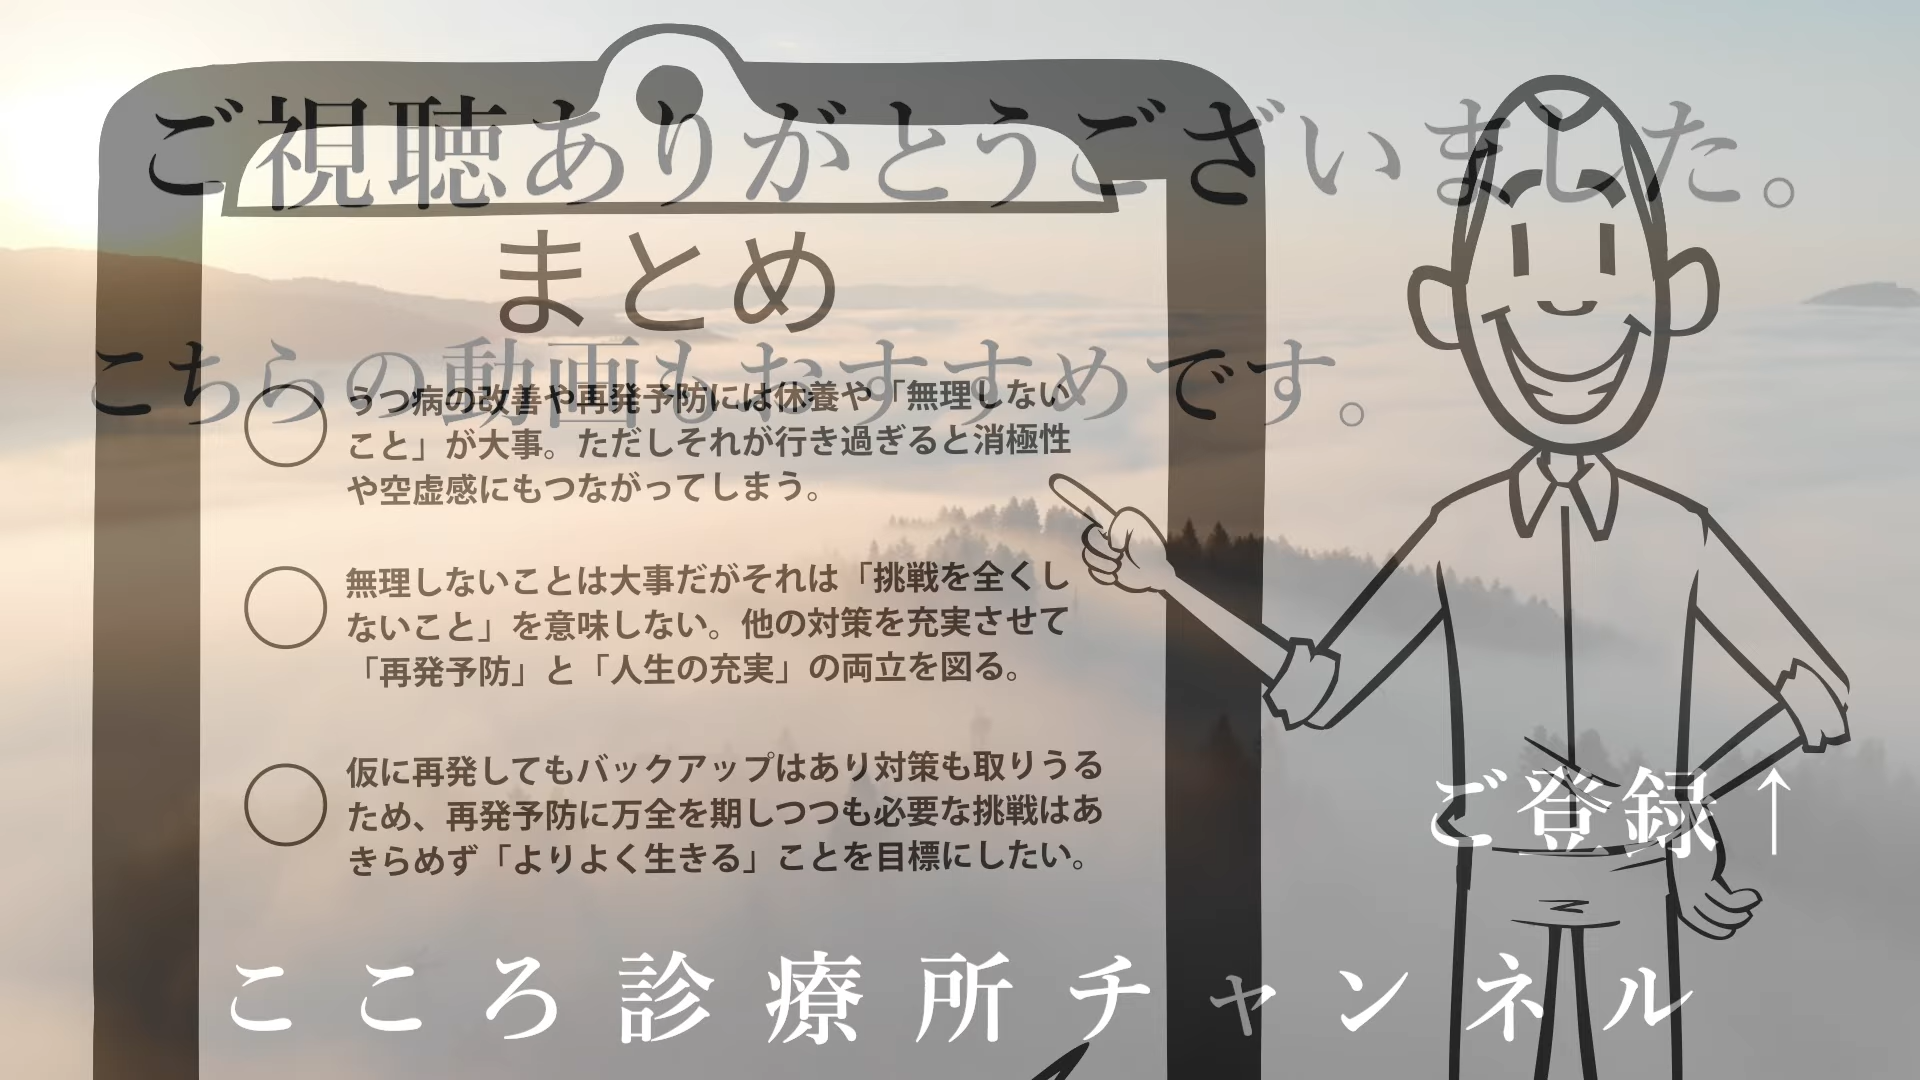 ご視聴ありがとうございました。
まとめ
こちらの動画もおすすめです。
うつ病の改善や再発予防には休養や「無理しない
こと」が大事。ただしそれが行き過ぎると消極性
や空虚感にもつながってしまう。
無理しないことは大事だがそれは「挑戦を全くし
ないこと」を意味しない。他の対策を充実させて
「再発予防」と「人生の充実」の両立を図る。
仮に再発してもバックアップはあり対策も取りうる
ため、再発予防に万全を期しつつも必要な挑戦はあ
きらめず「よりよく生きる」ことを目標にしたい。
ご登録↑
こころ診療所チャンネル